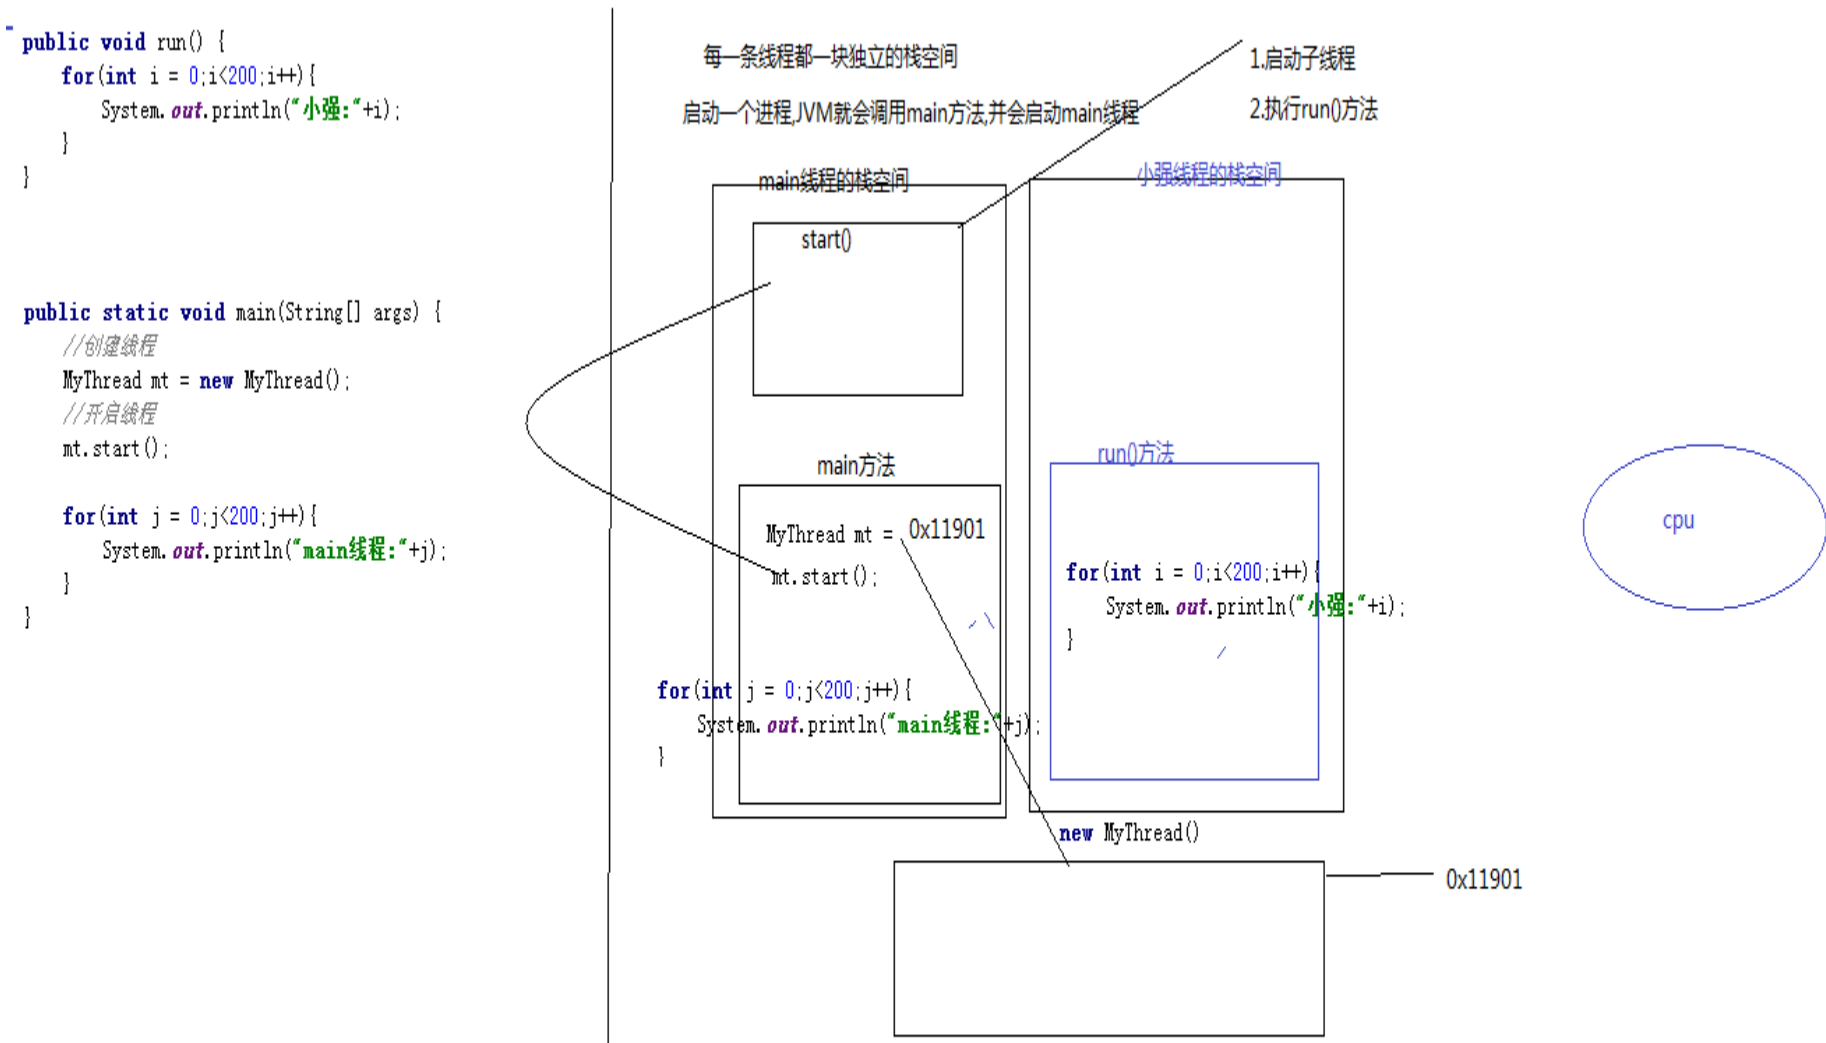 public void run() {
for(int i = 0;i<200;i++){
System.out.println("小强:"+i);
}
}
public static void main(String[] args) {
//创建线程
MyThread mt = new MyThread();
//开启线程
mt.start();
for(int j = 0;j<200;j++){
System.out.println("main线程:"+j);
}
}
每一条线程都一块独立的栈空间
启动一个进程,JVM就会调用main方法,并会启动main线程
1.启动子线程
2.执行run()方法
main线程的栈空间
start()
main方法
MyThread mt = 0x11901
mt.start();
for(int j = 0;j<200;j++){
System.out.println("main线程:"+j);
}
小强线程的栈空间
run()方法
for(int i = 0;i<200;i++){
System.out.println("小强:"+i);
}
cpu
new MyThread()
0x11901